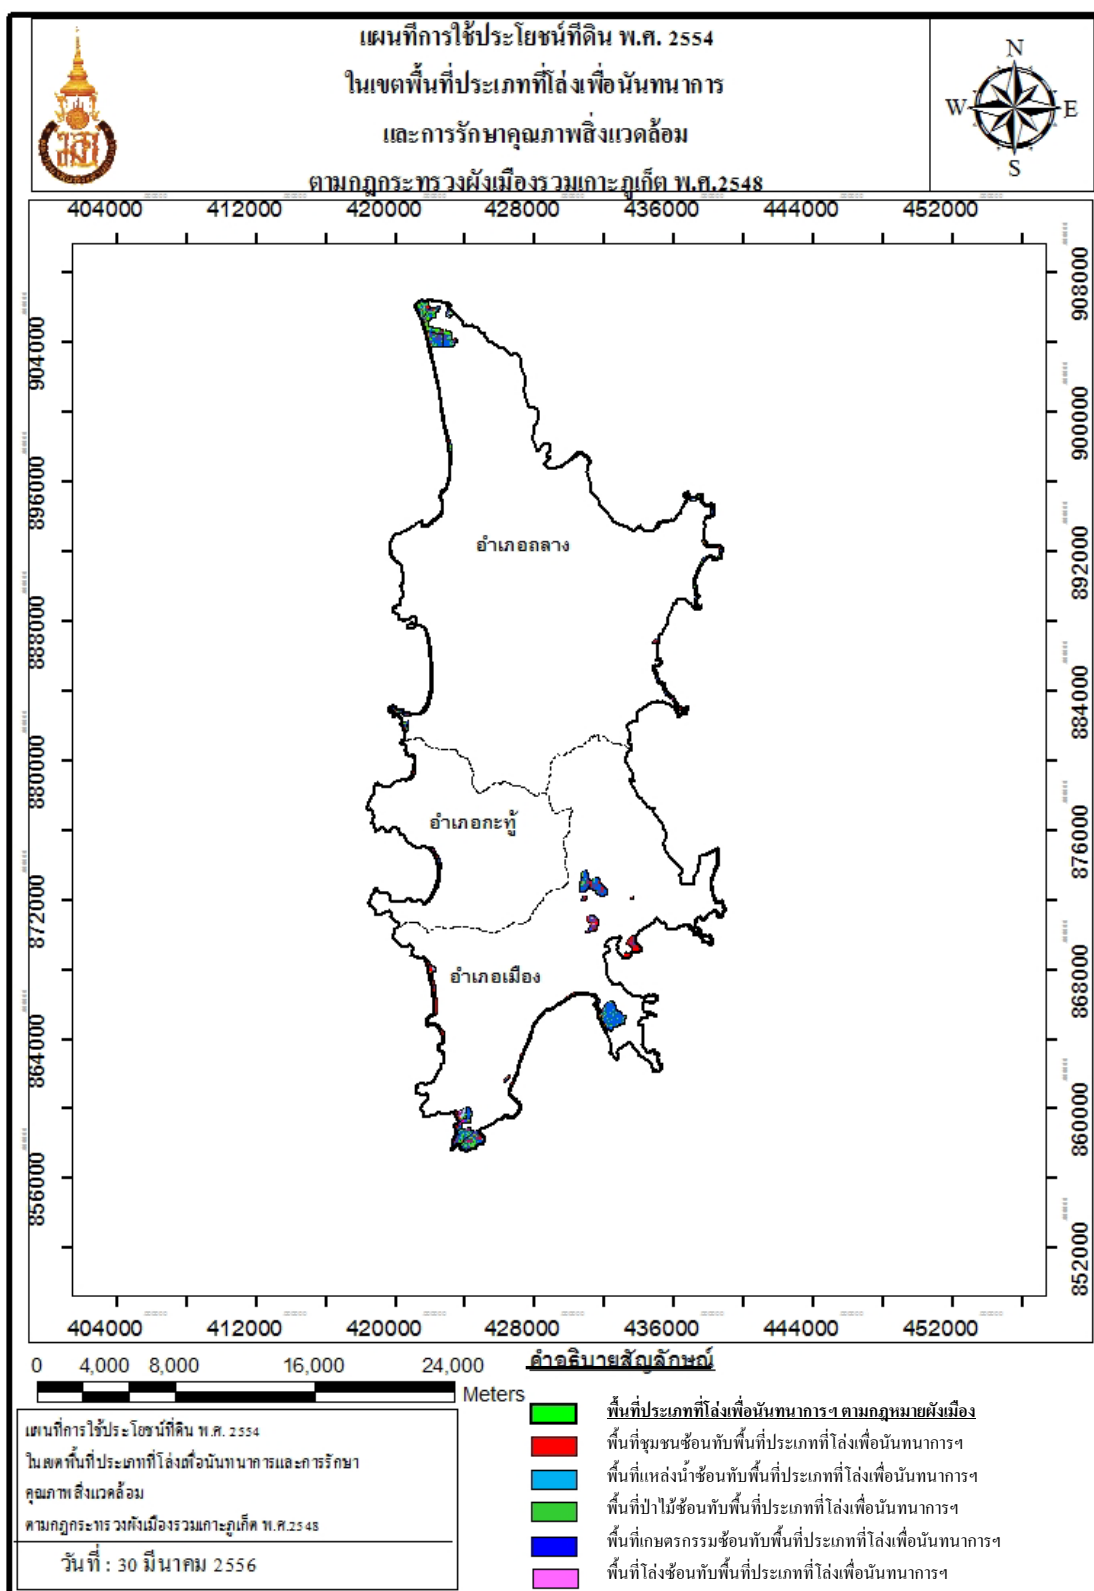 แผนที่การใช้ประโยชน์ที่ดิน พ.ศ. 2554
ในเขตพื้นที่ประเภทที่โล่งเพื่อนันทนาการ
และการรักษาคุณภาพสิ่งแวดล้อม
ตามกฎกระทรวงผังเมืองรวมเกาะภูเก็ต พ.ศ.2548
N
W E
S
404000 412000 420000 428000 436000 444000 452000
908000
904000
900000
896000
892000
888000
884000
880000
876000
872000
868000
864000
860000
856000
852000
อำเภอถลาง
อำเภอกะทู้
อำเภอเมือง
404000 412000 420000 428000 436000 444000 452000
0 4,000 8,000 16,000 24,000
Meters
คำอธิบายสัญลักษณ์
พื้นที่ประเภทที่โล่งเพื่อนันทนาการฯ ตามกฎหมายผังเมือง
พื้นที่ชุมชนซ้อนทับพื้นที่ประเภทที่โล่งเพื่อนันทนาการฯ
พื้นที่แหล่งน้ำซ้อนทับพื้นที่ประเภทที่โล่งเพื่อนันทนาการฯ
พื้นที่ป่าไม้ซ้อนทับพื้นที่ประเภทที่โล่งเพื่อนันทนาการฯ
พื้นที่เกษตรกรรมซ้อนทับพื้นที่ประเภทที่โล่งเพื่อนันทนาการฯ
พื้นที่โล่งซ้อนทับพื้นที่ประเภทที่โล่งเพื่อนันทนาการฯ
แผนที่การใช้ประโยชน์ที่ดิน พ.ศ. 2554
ในเขตพื้นที่ประเภทที่โล่งเพื่อนันทนาการและการรักษา
คุณภาพสิ่งแวดล้อม
ตามกฎกระทรวงผังเมืองรวมเกาะภูเก็ต พ.ศ.2548
วันที่ : 30 มีนาคม 2556